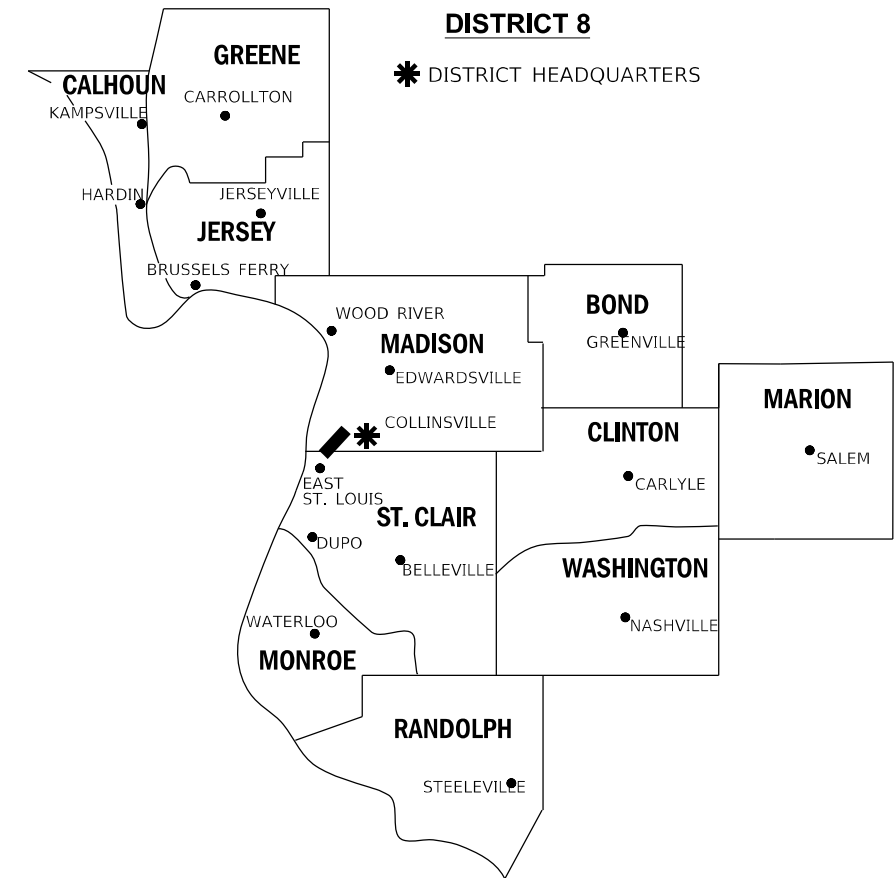 DISTRICT 8
DISTRICT HEADQUARTERS
GREENE
CALHOUN
CARROLLTON
KAMPSVILLE
HARDIN
JERSEYVILLE
JERSEY
BRUSSELS FERRY
WOOD RIVER
BOND
MADISON
GREENVILLE
EDWARDSVILLE
MARION
COLLINSVILLE
CLINTON
SALEM
EAST
ST. LOUIS
CARLYLE
ST. CLAIR
DUPO
BELLEVILLE
WASHINGTON
WATERLOO
NASHVILLE
MONROE
RANDOLPH
STEELEVILLE